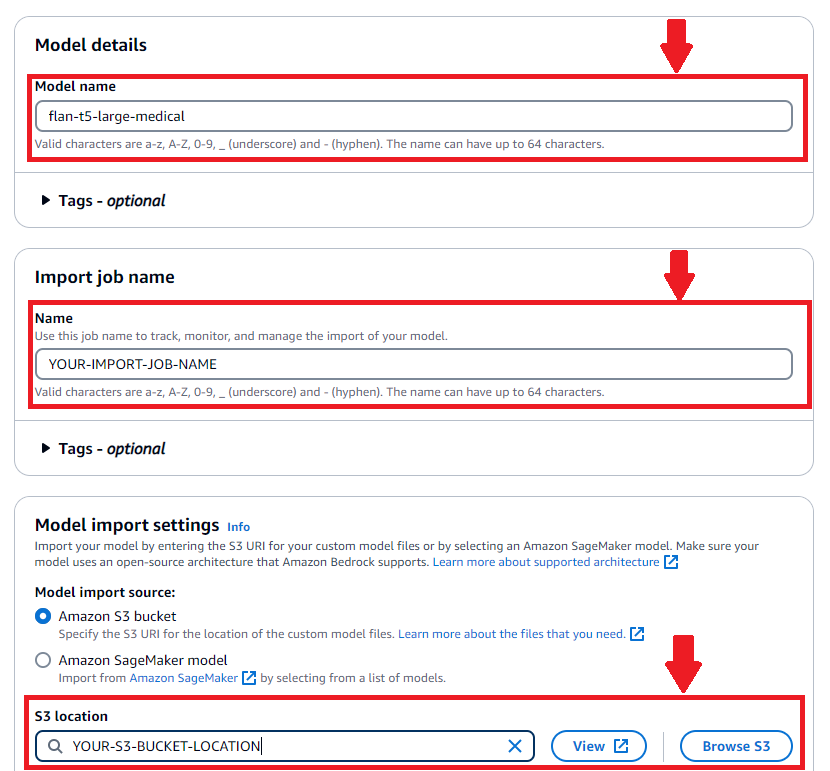 Model details
Model name
flan-t5-large-medical
Valid characters are a-z, A-Z, 0-9, _ (underscore) and - (hyphen). The name can have up to 64 characters.
Tags - optional
Import job name
Name
Use this job name to track, monitor, and manage the import of your model.
YOUR-IMPORT-JOB-NAME
Valid characters are a-z, A-Z, 0-9, _ (underscore) and - (hyphen). The name can have up to 64 characters.
Tags - optional
Model import settings Info
Import your model by entering the S3 URI for your custom model files or by selecting an Amazon SageMaker model. Make sure your
model uses an open-source architecture that Amazon Bedrock supports. Learn more about supported architecture
Model import source:
Amazon S3 bucket
Specify the S3 URI for the location of the custom model files. Learn more about the files that you need.
Amazon SageMaker model
Import from Amazon SageMaker by selecting from a list of models.
S3 location
YOUR-S3-BUCKET-LOCATION View Browse S3